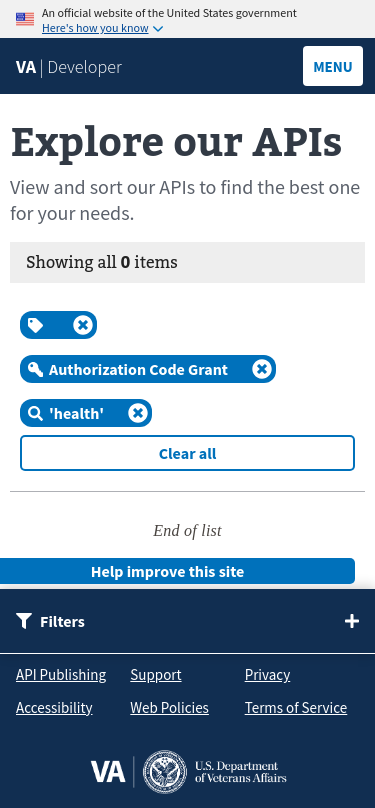 An official website of the United States government
Here's how you know
VA | Developer
MENU
Explore our APIs
View and sort our APIs to find the best one
for your needs.
Showing all 0 items
Authorization Code Grant
'health'
Clear all
End of list
Help improve this site
Filters
API Publishing Support Privacy
Accessibility Web Policies Terms of Service
VA
U.S. Department
of Veterans Affairs